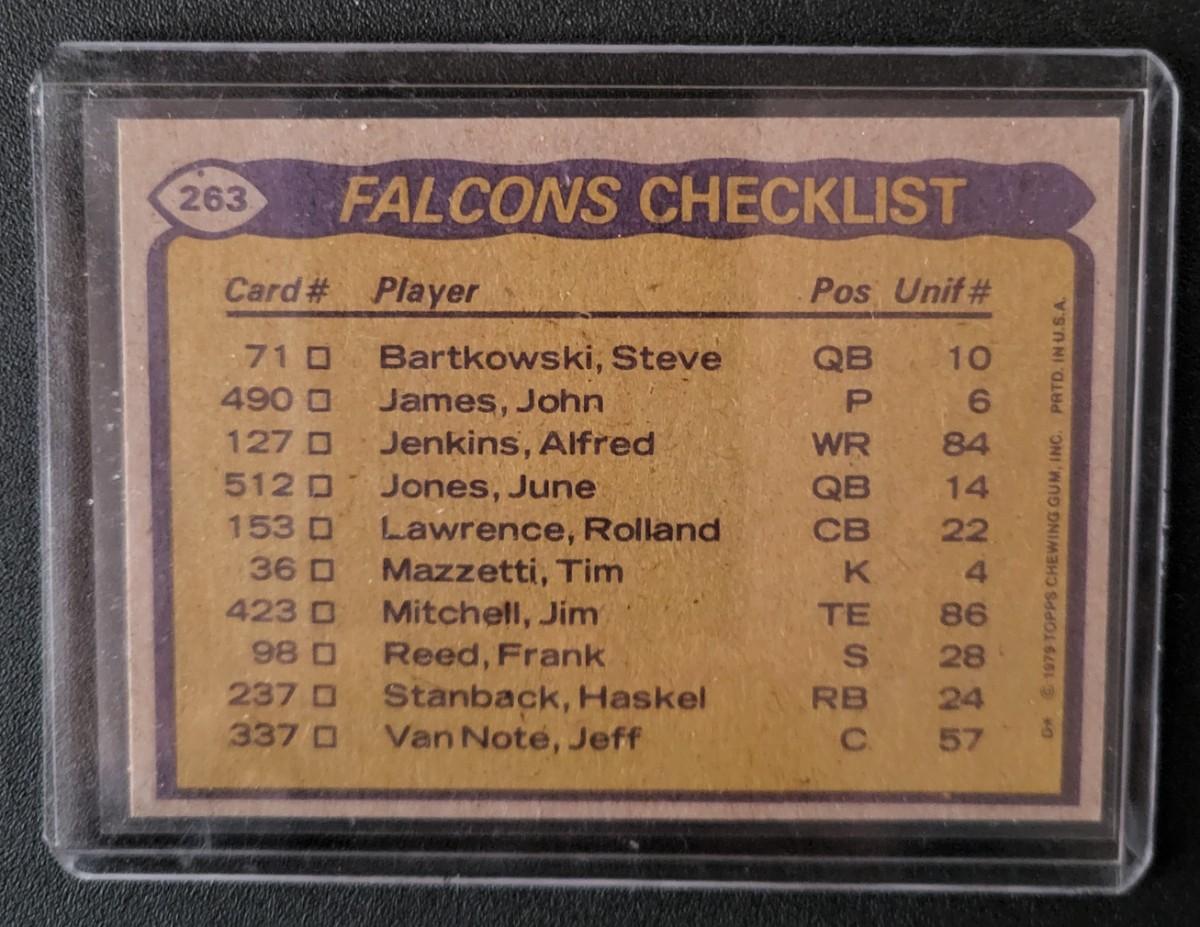 263 FALCONS CHECKLIST
Card # Player Pos Unif #
71 □ Bartkowski, Steve QB 10
490 □ James, John P 6
127 □ Jenkins, Alfred WR 84
512 □ Jones, June QB 14
153 □ Lawrence, Rolland CB 22
36 □ Mazzetti, Tim K 4
423 □ Mitchell, Jim TE 86
98 □ Reed, Frank S 28
237 □ Stanback, Haskel RB 24
337 □ Van Note, Jeff C 57
© 1979 TOPPS CHEWING GUM, INC. PRTD. IN U.S.A.